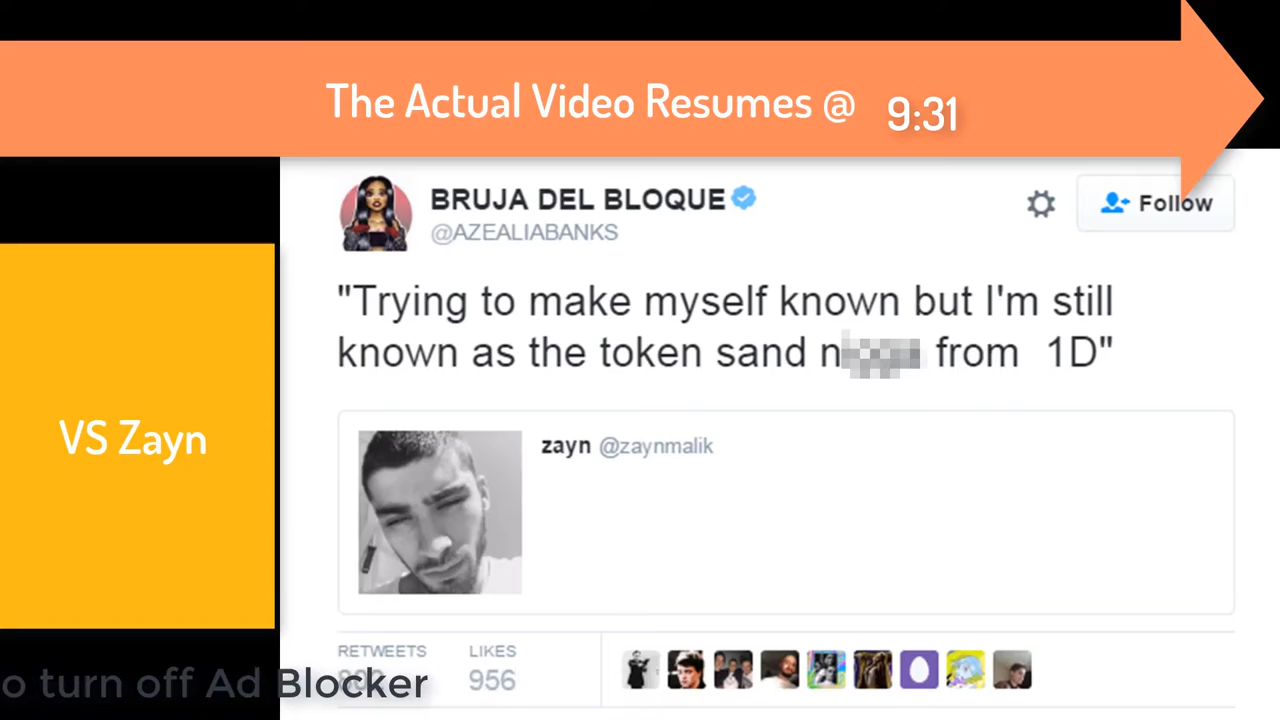 The Actual Video Resumes @ 9:31
BRUJA DEL BLOQUE
@AZEALIABANKS
Follow
"Trying to make myself known but I'm still
known as the token sand from 1D"
VS Zayn
zayn @zaynmalik
RETWEETS LIKES
956
o turn off Ad Blocker